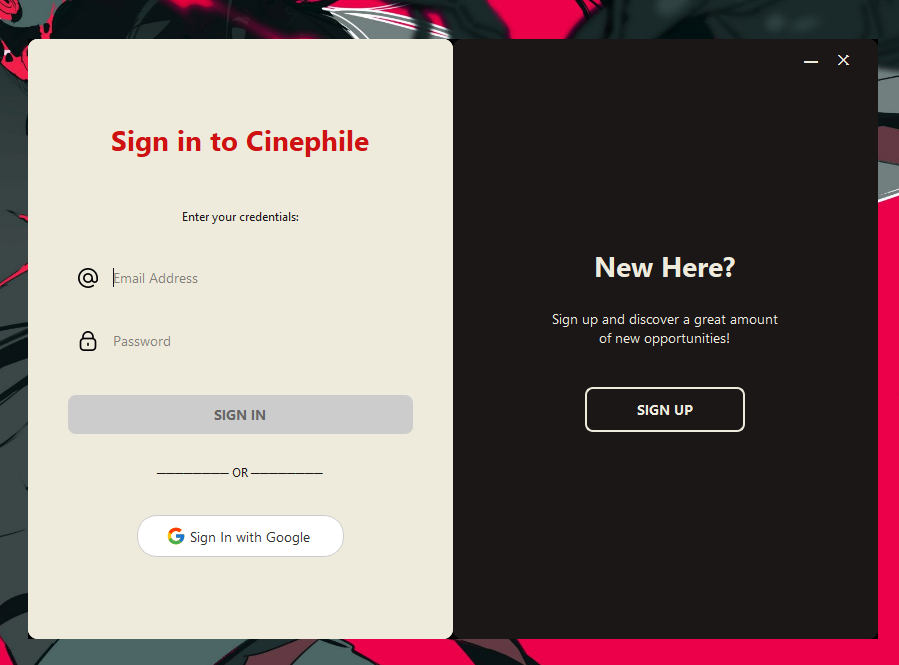 Sign in to Cinephile
Enter your credentials:
Email Address
Password
SIGN IN
OR
Sign In with Google
New Here?
Sign up and discover a great amount
of new opportunities!
SIGN UP